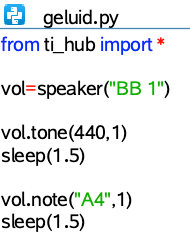 geluid.py
from ti_hub import *
vol=speaker("BB 1")
vol.tone(440,1)
sleep(1.5)
vol.note("A4",1)
sleep(1.5)